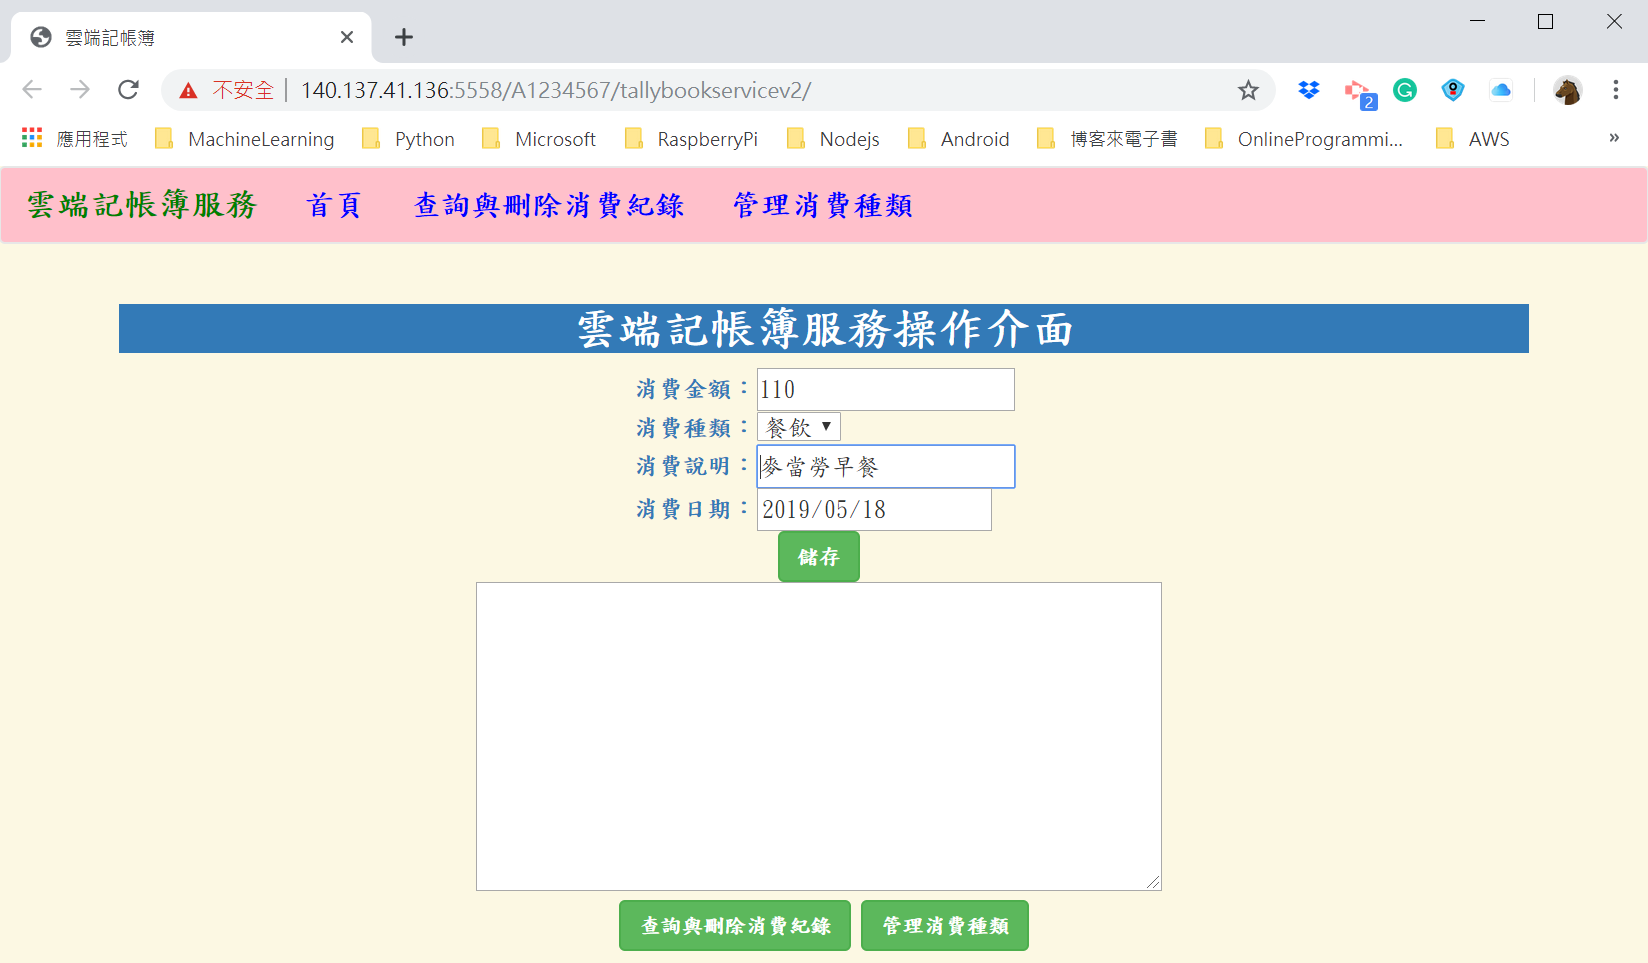 雲端記帳簿
不安全 140.137.41.136:5558/A1234567/tallybookservicev2/
2
應用程式 MachineLearning Python Microsoft RaspberryPi Nodejs Android 博客來電子書 OnlineProgrammi... AWS »
雲端記帳簿服務 首頁 查詢與刪除消費紀錄 管理消費種類
雲端記帳簿服務操作介面
消費金額：110
消費種類：餐飲
消費說明：麥當勞早餐
消費日期：2019/05/18
儲存
查詢與刪除消費紀錄 管理消費種類